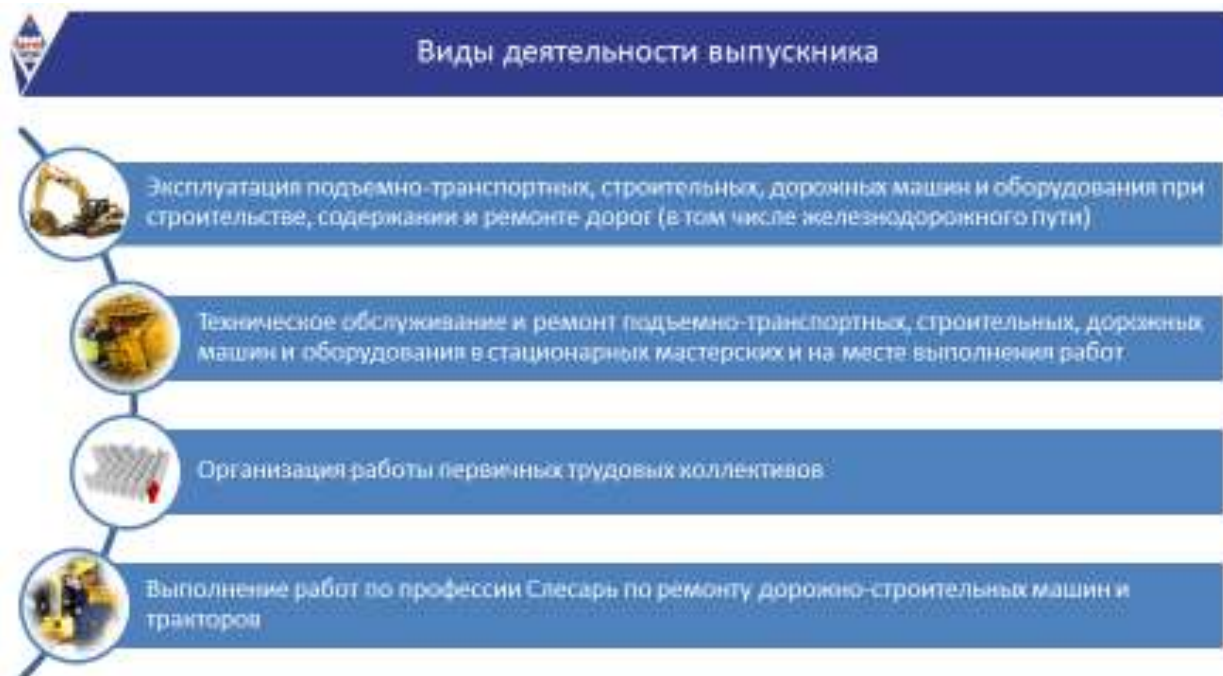 Виды деятельности выпускника
Эксплуатация подъемно-транспортных, строительных, дорожных машин и оборудования при
строительстве, содержании и ремонте дорог (в том числе железнодорожного пути)
Техническое обслуживание и ремонт подъемно-транспортных, строительных, дорожных
машин и оборудования в стационарных мастерских и на месте выполнения работ
Организация работы первичных трудовых коллективов
Выполнение работ по профессии Слесарь по ремонту дорожно-строительных машин и
тракторов